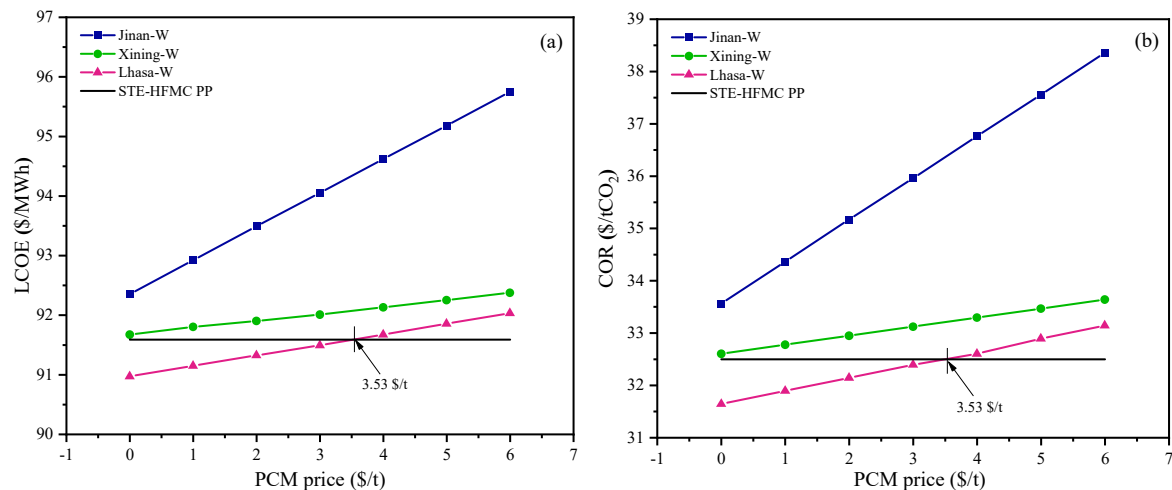 97
96
95
94
93
92
91
90
-1
0
1
2
3
4
5
6
7
LCOE ($/MWh)
PCM price ($/t)
Jinan-W
Xining-W
Lhasa-W
STE-HFMC PP
(a)
3.53 $/t
39
38
37
36
35
34
33
32
31
-1
0
1
2
3
4
5
6
7
COR ($/tCO₂)
PCM price ($/t)
Jinan-W
Xining-W
Lhasa-W
STE-HFMC PP
(b)
3.53 $/t